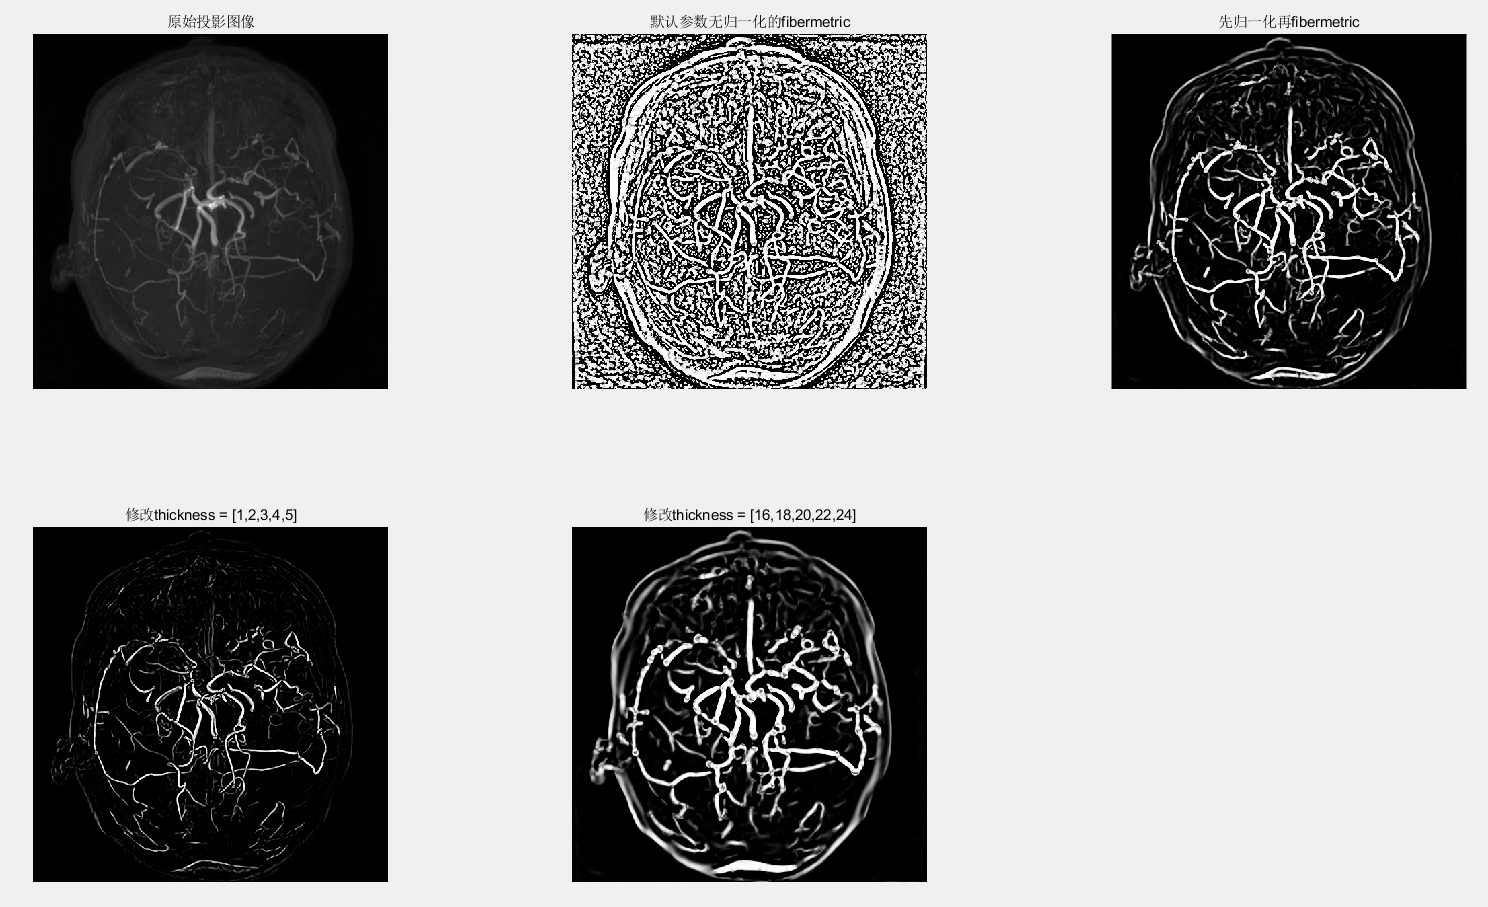 原始投影图像
默认参数无归一化的fibermetric
先归一化再fibermetric
修改thickness = [1,2,3,4,5]
修改thickness = [16,18,20,22,24]